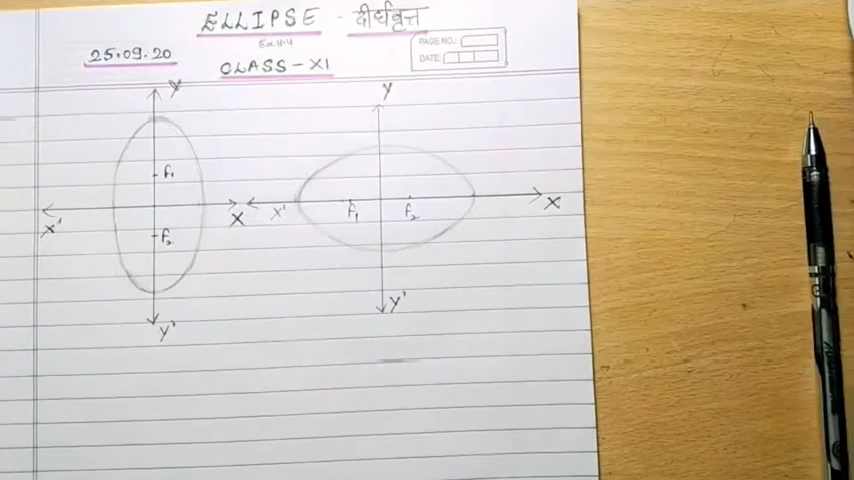 ELLIPSE - दीर्घवृत्त
Ex 11.4
25.09.20
CLASS-XI
PAGE NO.:
DATE:
Y
Y
F1
X'
X
X'
F1
F2
X
F2
Y'
Y'